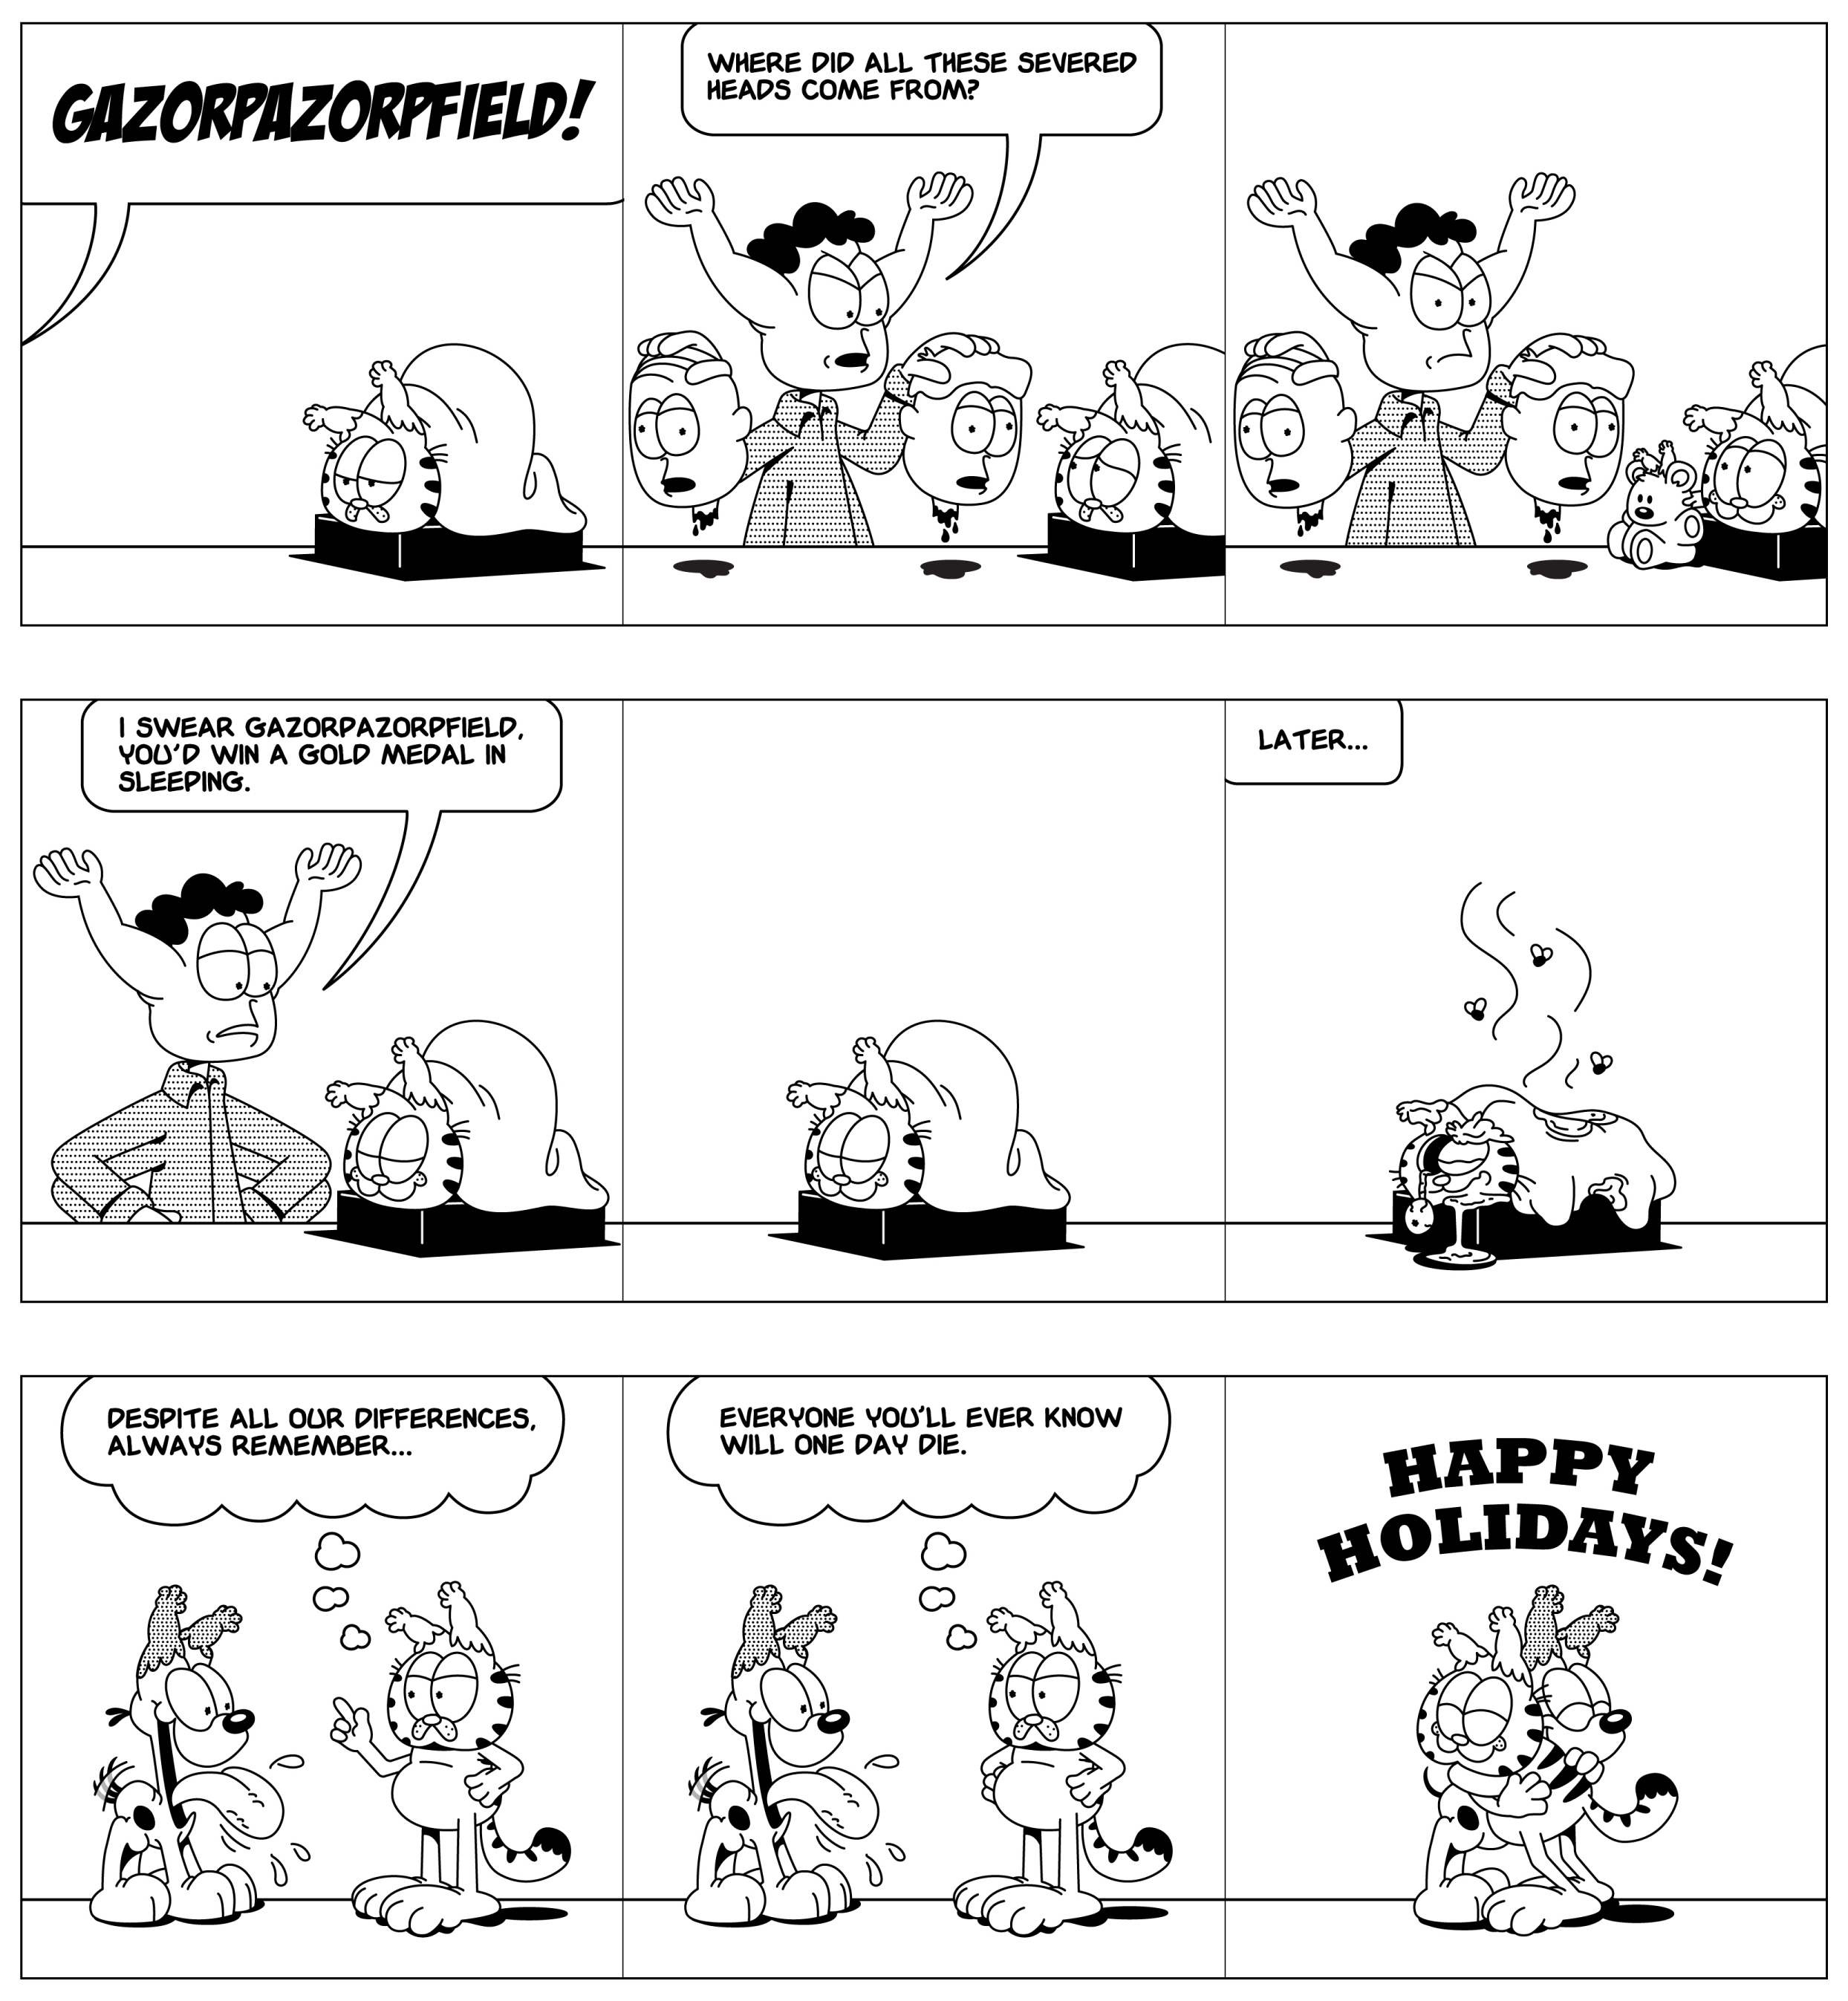 GAZORPAZORPFIELD!
WHERE DID ALL THESE SEVERED
HEADS COME FROM?
I SWEAR GAZORPAZORPFIELD,
YOU'D WIN A GOLD MEDAL IN
SLEEPING.
LATER...
DESPITE ALL OUR DIFFERENCES,
ALWAYS REMEMBER...
EVERYONE YOU'LL EVER KNOW
WILL ONE DAY DIE.
HAPPY
HOLIDAYS!